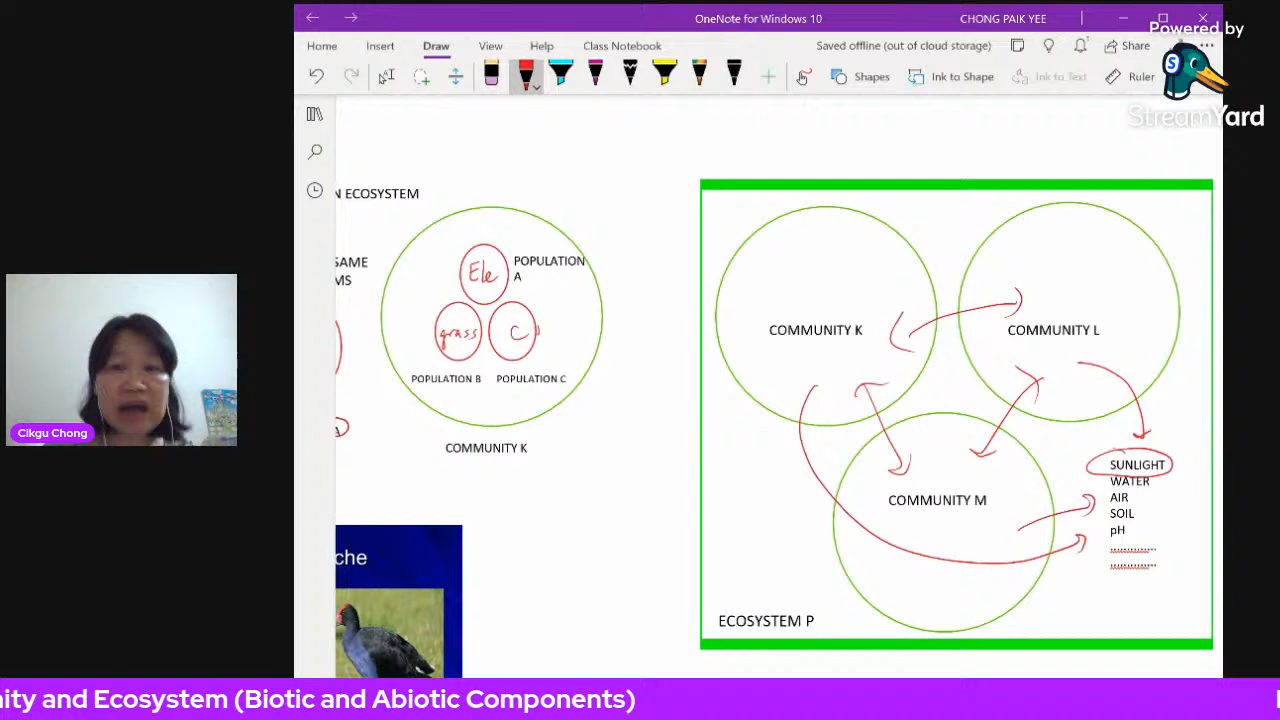 OneNote for Windows 10
CHONG PAIK YEE
Powered by
StreamYard
Home Insert Draw View Help Class Notebook
Saved offline (out of cloud storage)
Share
Shapes
Ink to Shape
Ink to Text
Ruler
N ECOSYSTEM
SAME
MS
Ele
POPULATION
A
grass
C
POPULATION B
POPULATION C
COMMUNITY K
A
che
COMMUNITY K
COMMUNITY L
COMMUNITY M
SUNLIGHT
WATER
AIR
SOIL
pH
................
................
ECOSYSTEM P
Cikgu Chong
nity and Ecosystem (Biotic and Abiotic Components)